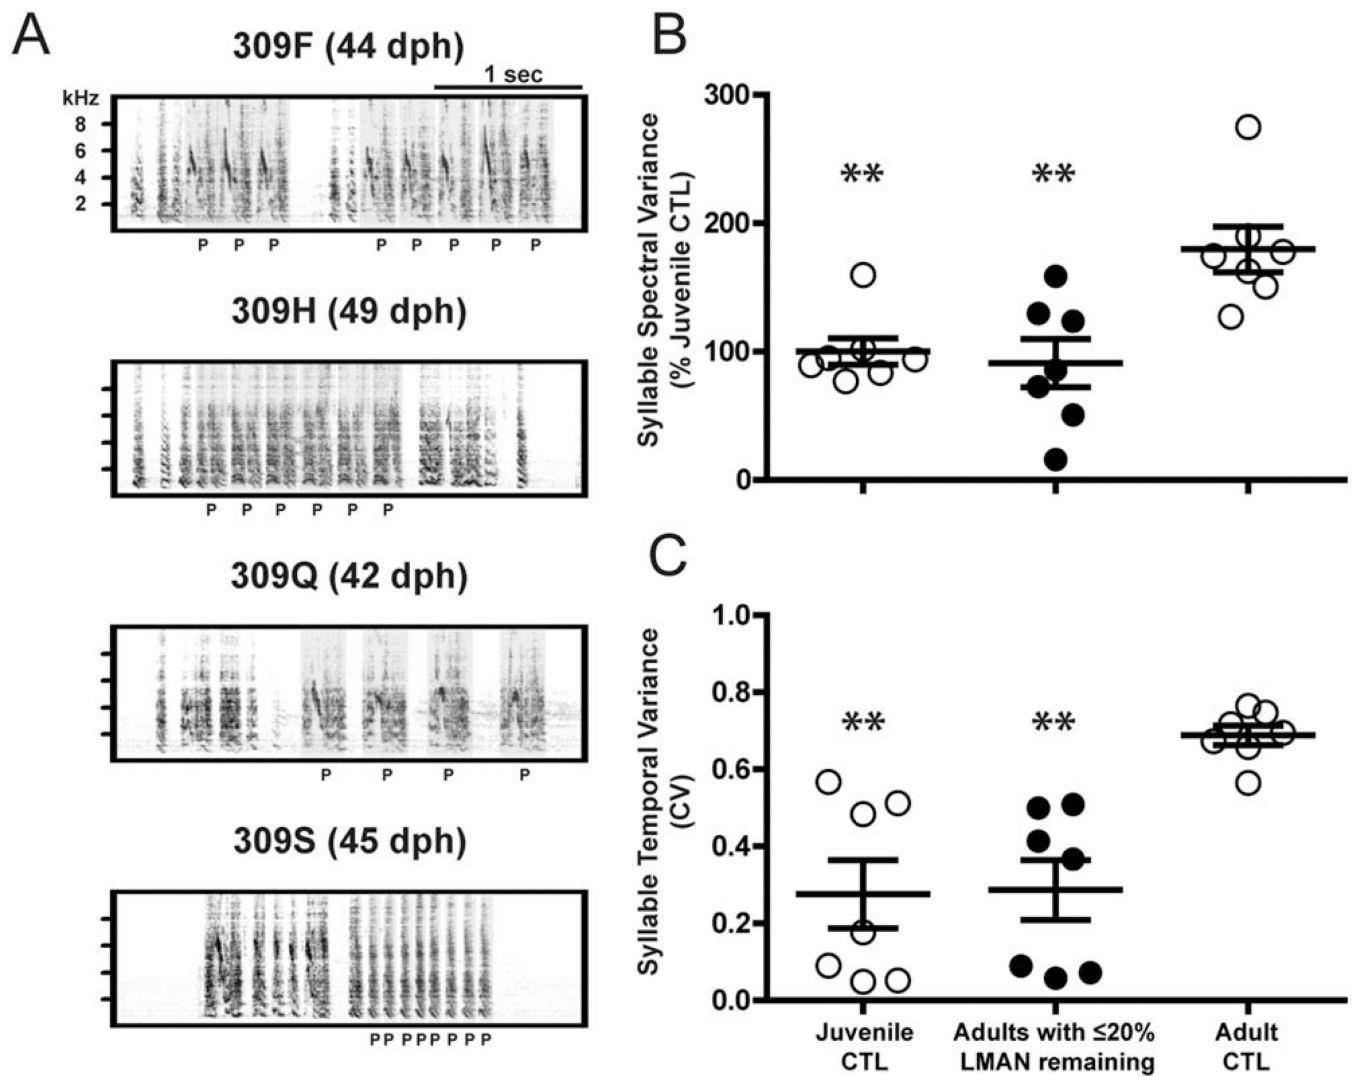 A
309F (44 dph)
1 sec
kHz
8
6
4
2
P P P P P P P P
309H (49 dph)
P P P P P P
309Q (42 dph)
P P P P
309S (45 dph)
P P P P P P P P
B
Syllable Spectral Variance
(% Juvenile CTL)
300
200
100
0
** **
C
Syllable Temporal Variance
(CV)
1.0
0.8
0.6
0.4
0.2
0.0
** **
Juvenile
CTL
Adults with ≤20%
LMAN remaining
Adult
CTL